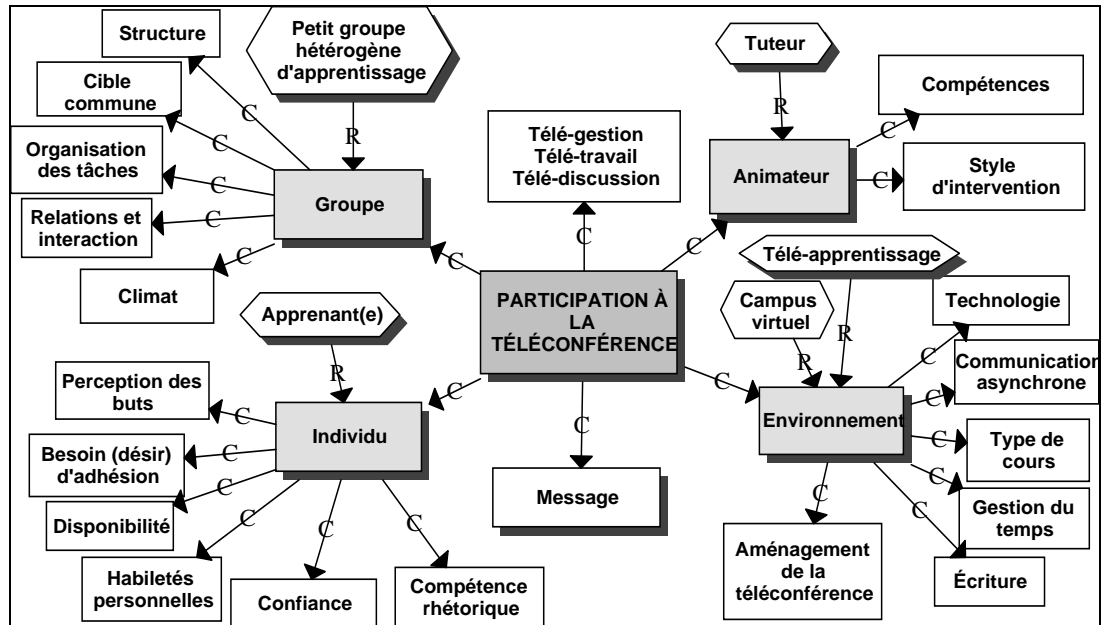 Structure
Petit groupe
hétérogène
d'apprentissage
Tuteur
Cible
commune
Compétences
C
C
R
R
C
Organisation
des tâches
Télé-gestion
Télé-travail
Télé-discussion
Animateur
Style
d'intervention
C
C
Groupe
Relations et
interaction
C
C
C
C
C
Télé-apprentissage
Climat
C
PARTICIPATION À
LA
TÉLÉCONFÉRENCE
Campus
virtuel
Technologie
Apprenant(e)
R
R
C
Communication
asynchrone
R
C
C
C
Perception des
buts
C
Individu
Environnement
Type de
cours
C
C
Besoin (désir)
d'adhésion
C
C
C
Disponibilité
C
Message
C
C
Gestion du
temps
C
C
C
Habiletés
personnelles
Confiance
Compétence
rhétorique
Aménagement
de la
téléconférence
Écriture